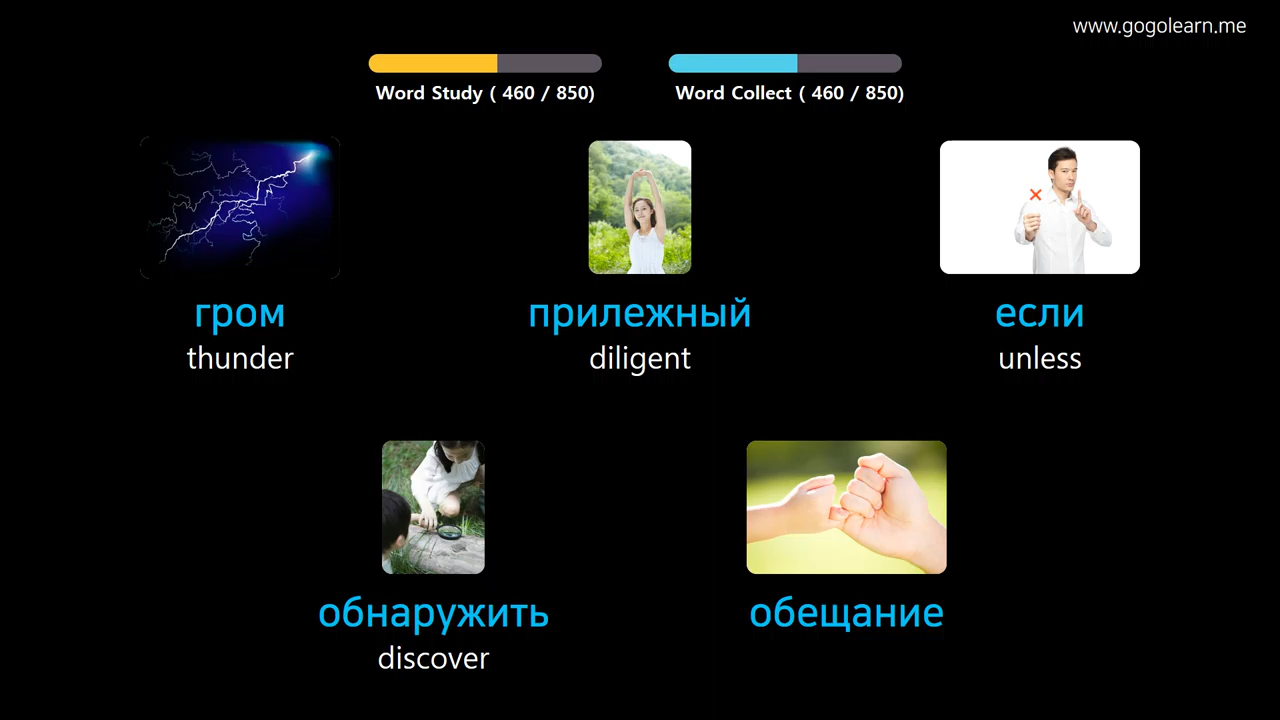 www.gogolearn.me
Word Study ( 460 / 850)
Word Collect ( 460 / 850)
гром
thunder
прилежный
diligent
если
unless
обнаружить
discover
обещание